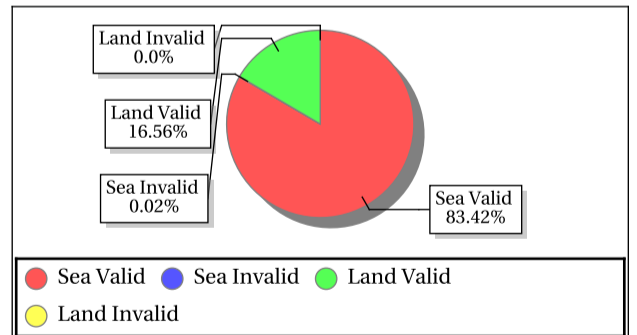 Land Invalid
0.0%
Land Valid
16.56%
Sea Invalid
0.02%
Sea Valid
83.42%
Sea Valid Sea Invalid Land Valid
Land Invalid